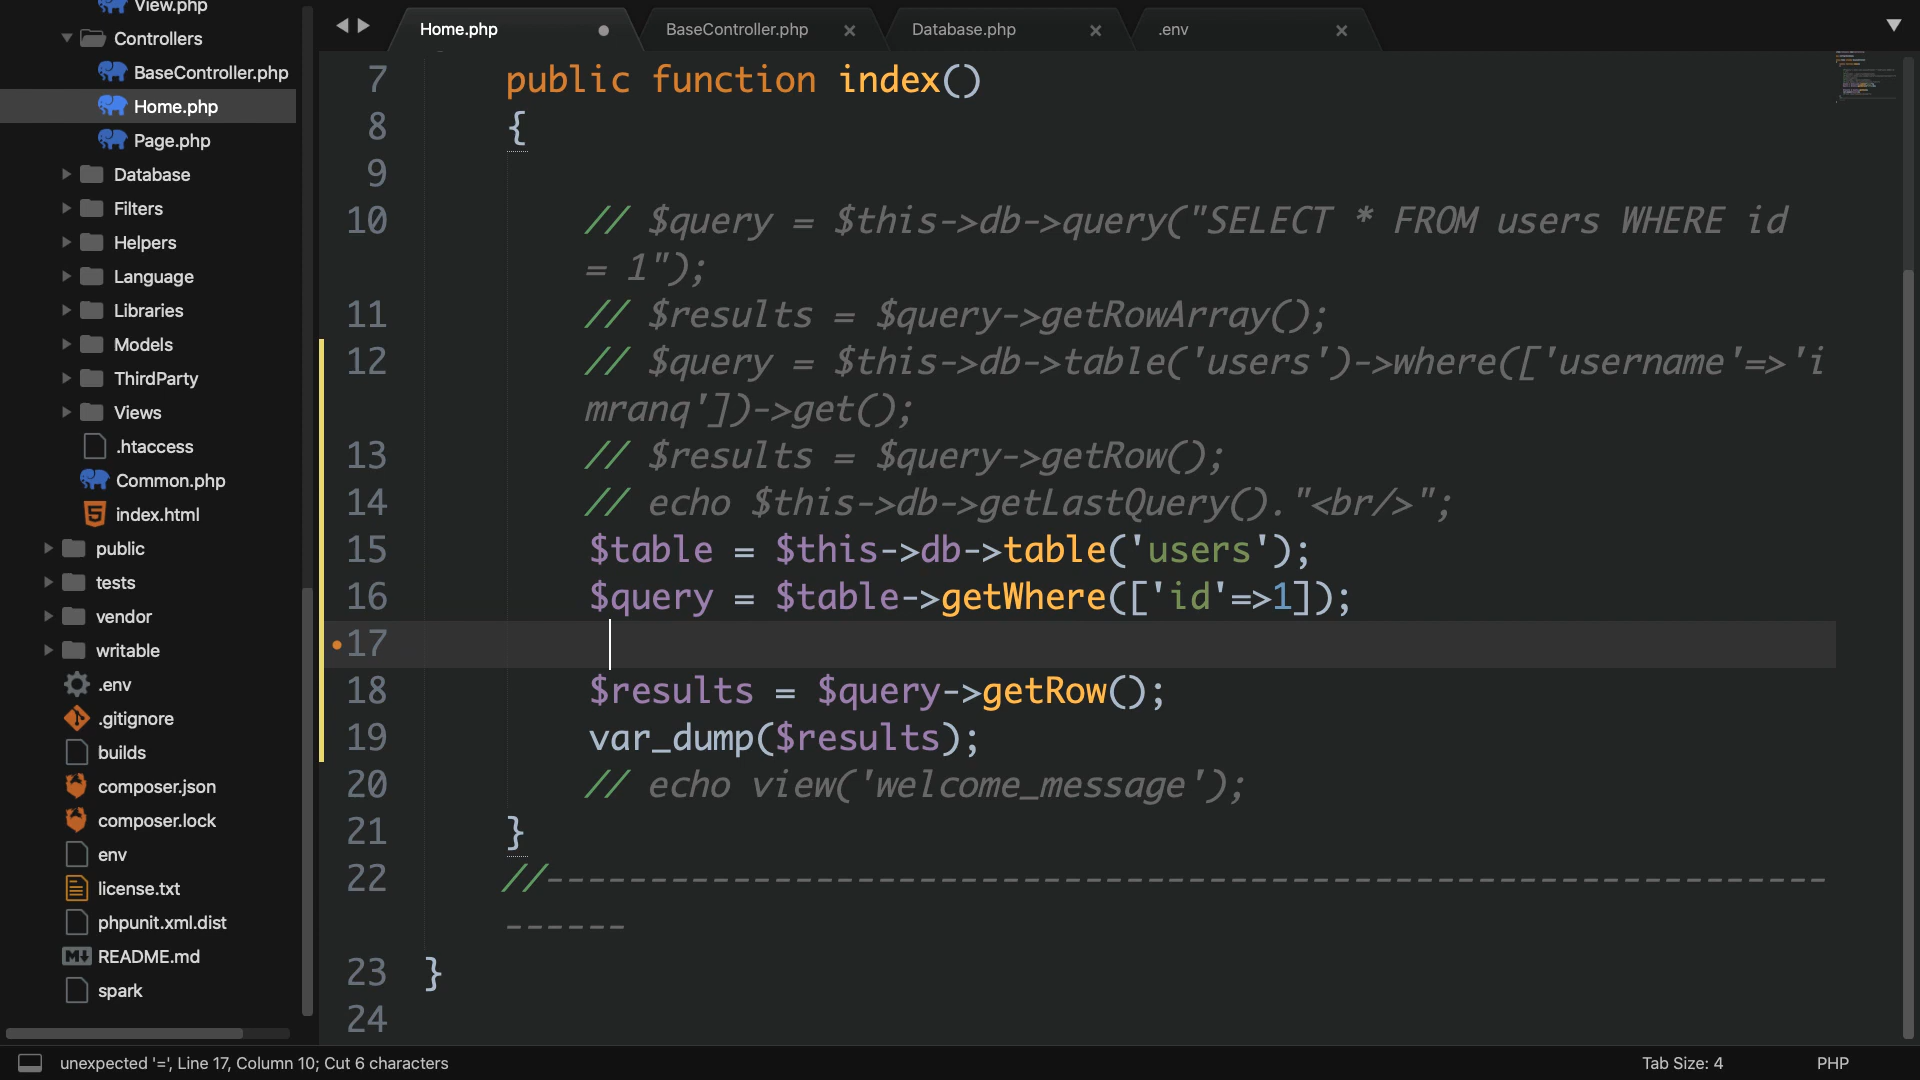 View.php
Controllers
BaseController.php
Home.php
Page.php
Database
Filters
Helpers
Language
Libraries
Models
ThirdParty
Views
.htaccess
Common.php
index.html
public
tests
vendor
writable
.env
.gitignore
builds
composer.json
composer.lock
env
license.txt
phpunit.xml.dist
README.md
spark
Home.php BaseController.php Database.php .env
7 public function index()
8 {
9
10 // $query = $this->db->query("SELECT * FROM users WHERE id
= 1");
11 // $results = $query->getRowArray();
12 // $query = $this->db->table('users')->where(['username'=>'i
mranq'])->get();
13 // $results = $query->getRow();
14 // echo $this->db->getLastQuery()."<br/>";
15 $table = $this->db->table('users');
16 $query = $table->getWhere(['id'=>1]);
17
18 $results = $query->getRow();
19 var_dump($results);
20 // echo view('welcome_message');
21 }
22 //--------------------------------------------------------------
------
23 }
24
unexpected '=', Line 17, Column 10; Cut 6 characters
Tab Size: 4 PHP